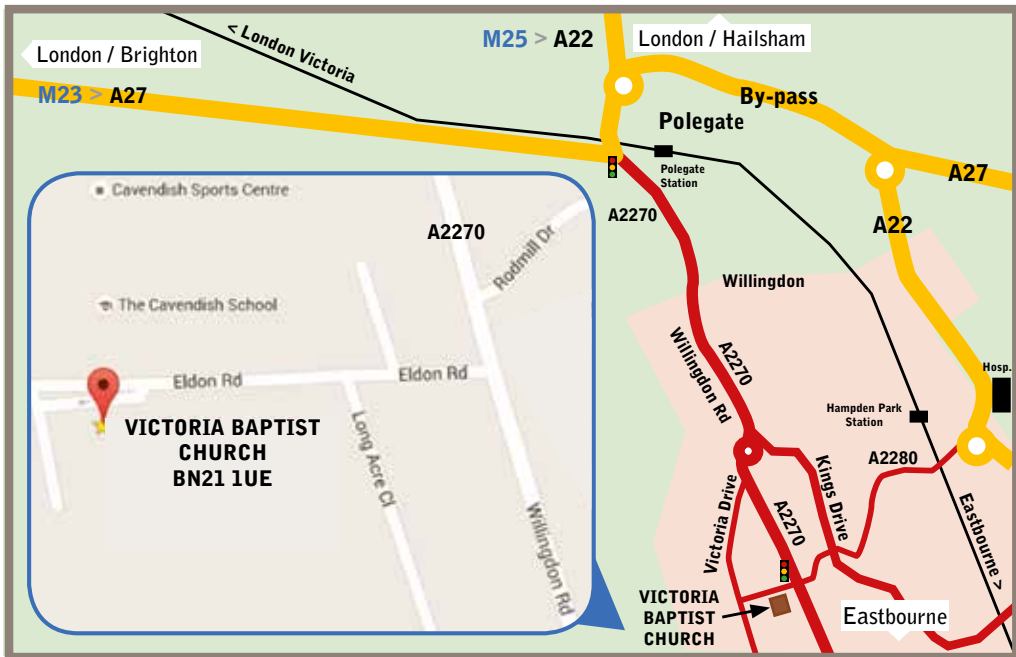 London / Brighton
< London Victoria
M25 > A22
London / Hailsham
M23 > A27
By-pass
Polegate
Polegate
Station
A27
A22
A2270
Willingdon
A2270
Willingdon Rd
Hosp.
Hampden Park
Station
A2280
Kings Drive
Victoria Drive
A2270
Eastbourne >
VICTORIA
BAPTIST
CHURCH
Eastbourne
Cavendish Sports Centre
A2270
Rodmill Dr
The Cavendish School
Eldon Rd
Eldon Rd
VICTORIA BAPTIST
CHURCH
BN21 1UE
Long Acre Cl
Willingdon Rd